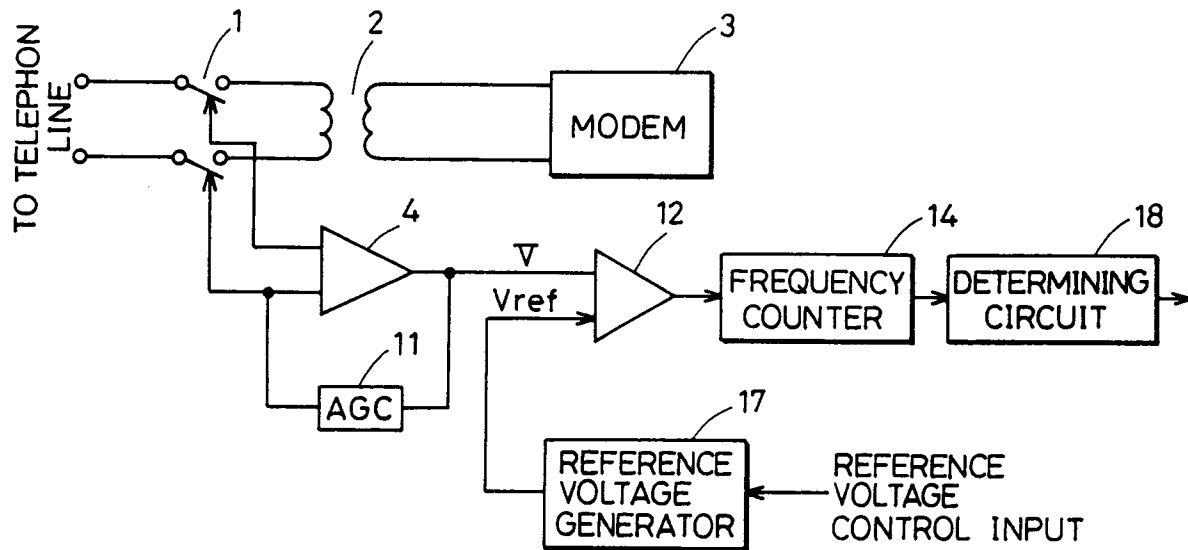 1
2
3
TO TELEPHON
LINE
MODEM
4
12
14
18
V
Vref
FREQUENCY
COUNTER
DETERMINING
CIRCUIT
11
AGC
17
REFERENCE
VOLTAGE
GENERATOR
REFERENCE
VOLTAGE
CONTROL INPUT